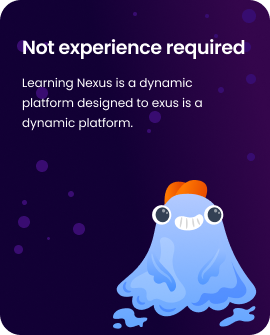 Not experience required
Learning Nexus is a dynamic
platform designed to exus is a
dynamic platform.